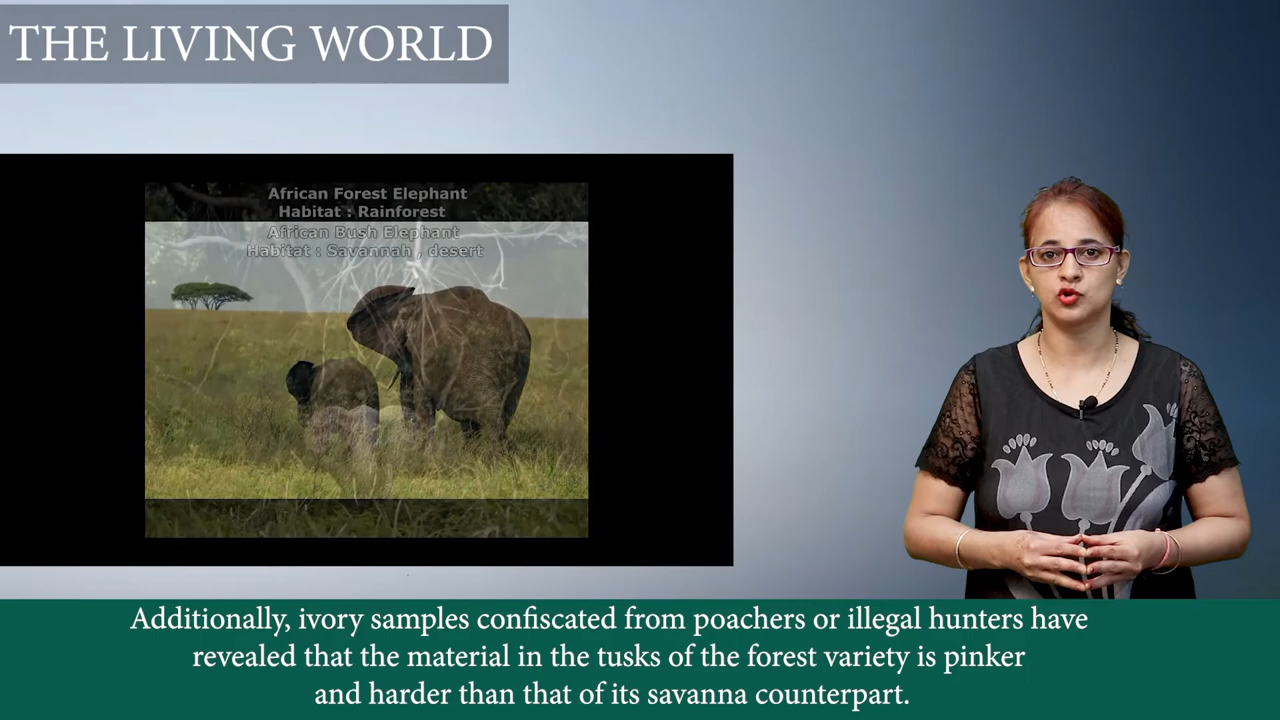 THE LIVING WORLD
African Forest Elephant
Habitat : Rainforest
African Bush Elephant
Habitat : Savannah , desert
Additionally, ivory samples confiscated from poachers or illegal hunters have
revealed that the material in the tusks of the forest variety is pinker
and harder than that of its savanna counterpart.